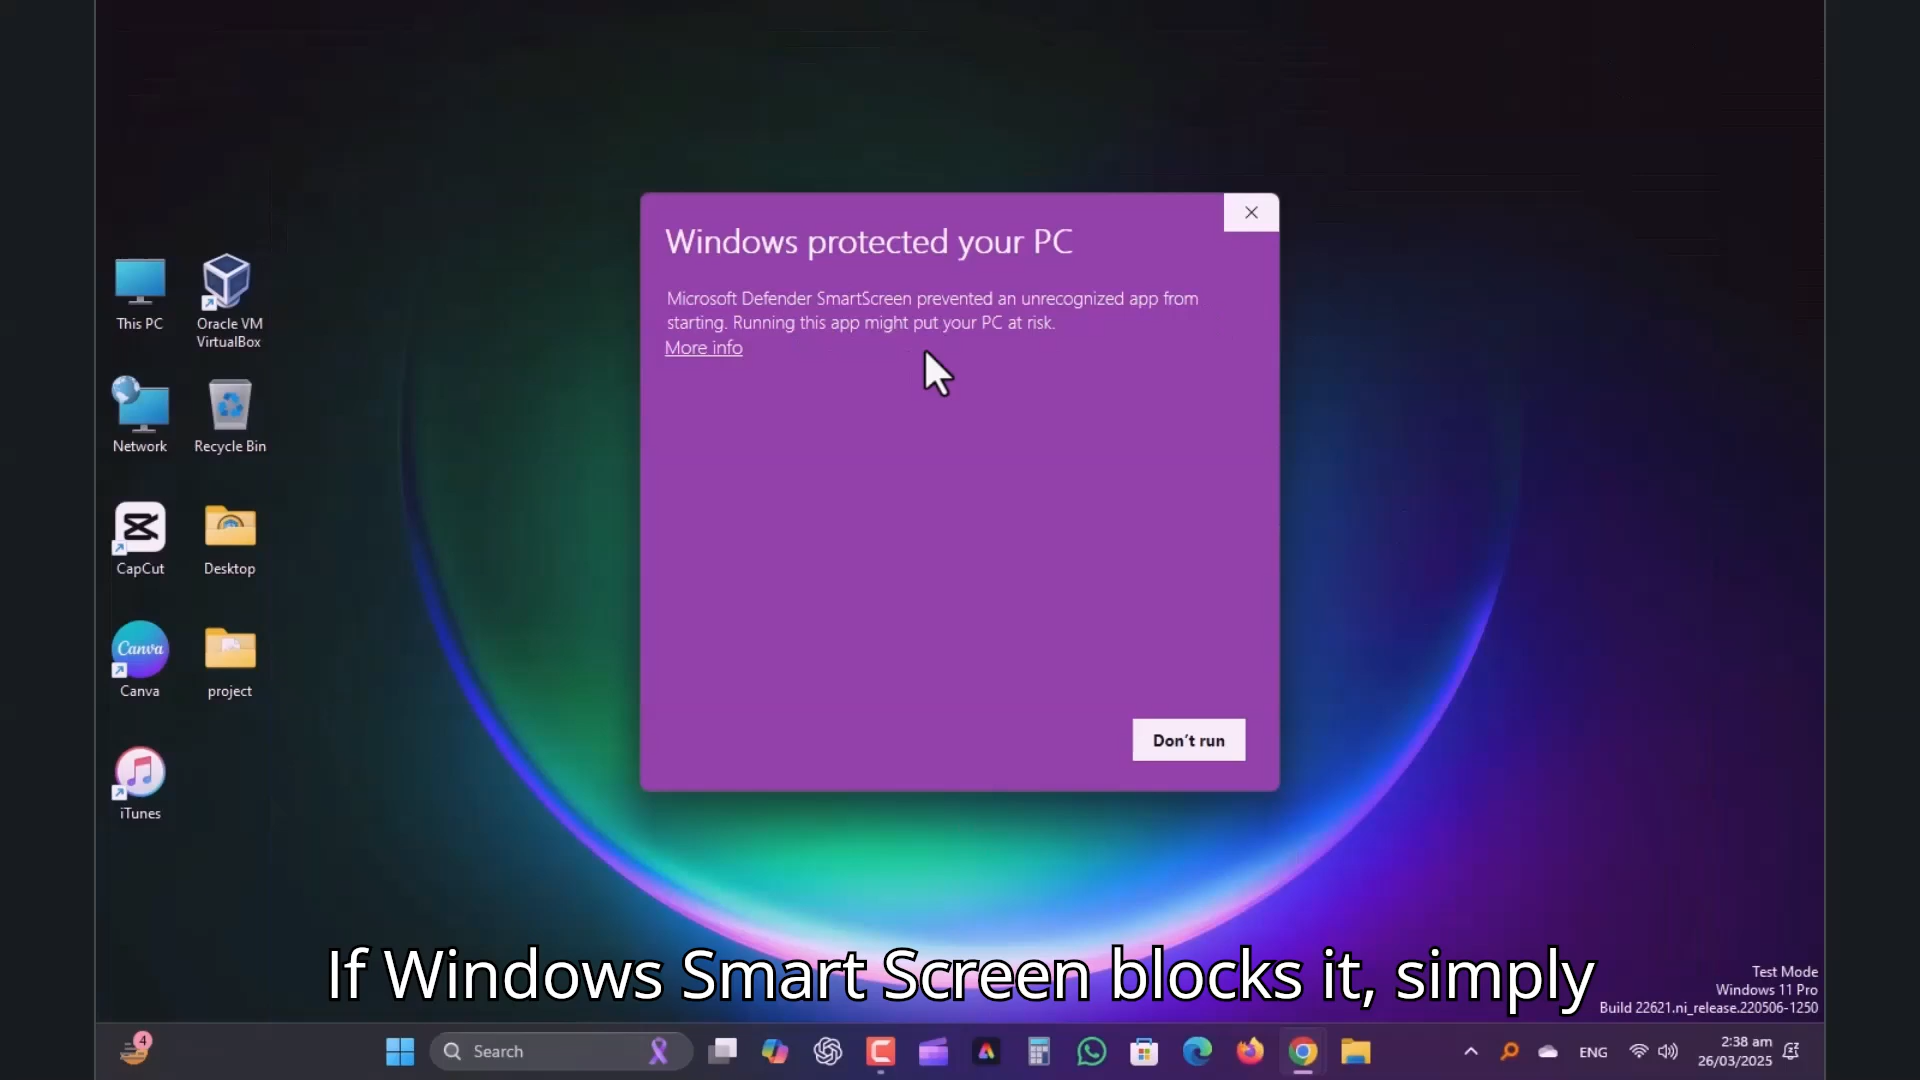 Windows protected your PC
Microsoft Defender SmartScreen prevented an unrecognized app from
starting. Running this app might put your PC at risk.
More info
Don't run
This PC
Oracle VM
VirtualBox
Network
Recycle Bin
CapCut
Desktop
Canva
Canva
project
iTunes
If Windows Smart Screen blocks it, simply
Test Mode
Windows 11 Pro
Build 22621.ni_release.220506-1250
4
Search
ENG
2:38 am
26/03/2025